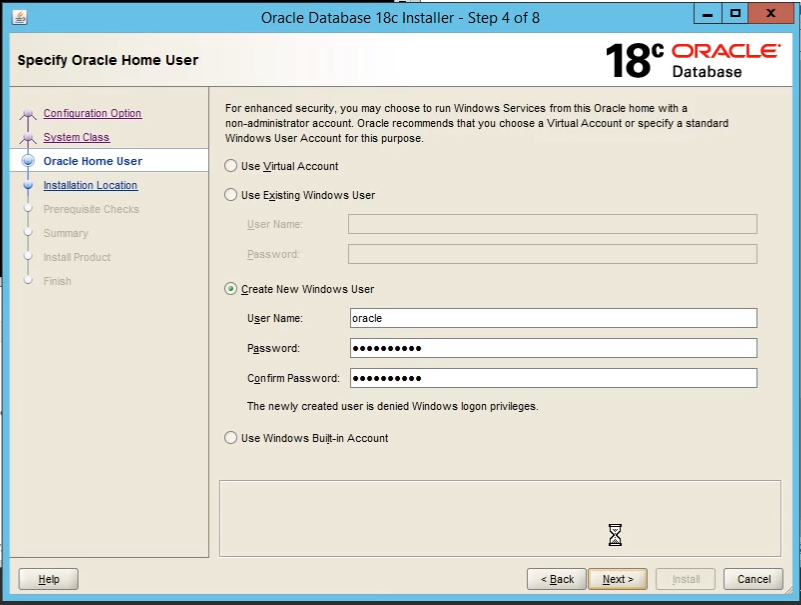 Oracle Database 18c Installer - Step 4 of 8
Specify Oracle Home User
18c ORACLE
Database
Configuration Option
System Class
Oracle Home User
Installation Location
Prerequisite Checks
Summary
Install Product
Finish
For enhanced security, you may choose to run Windows Services from this Oracle home with a
non-administrator account. Oracle recommends that you choose a Virtual Account or specify a standard
Windows User Account for this purpose.
Use Virtual Account
Use Existing Windows User
User Name:
Password:
Create New Windows User
User Name: oracle
Password: ●●●●●●●●●●
Confirm Password: ●●●●●●●●●●
The newly created user is denied Windows logon privileges.
Use Windows Built-in Account
Help
< Back
Next >
Install
Cancel